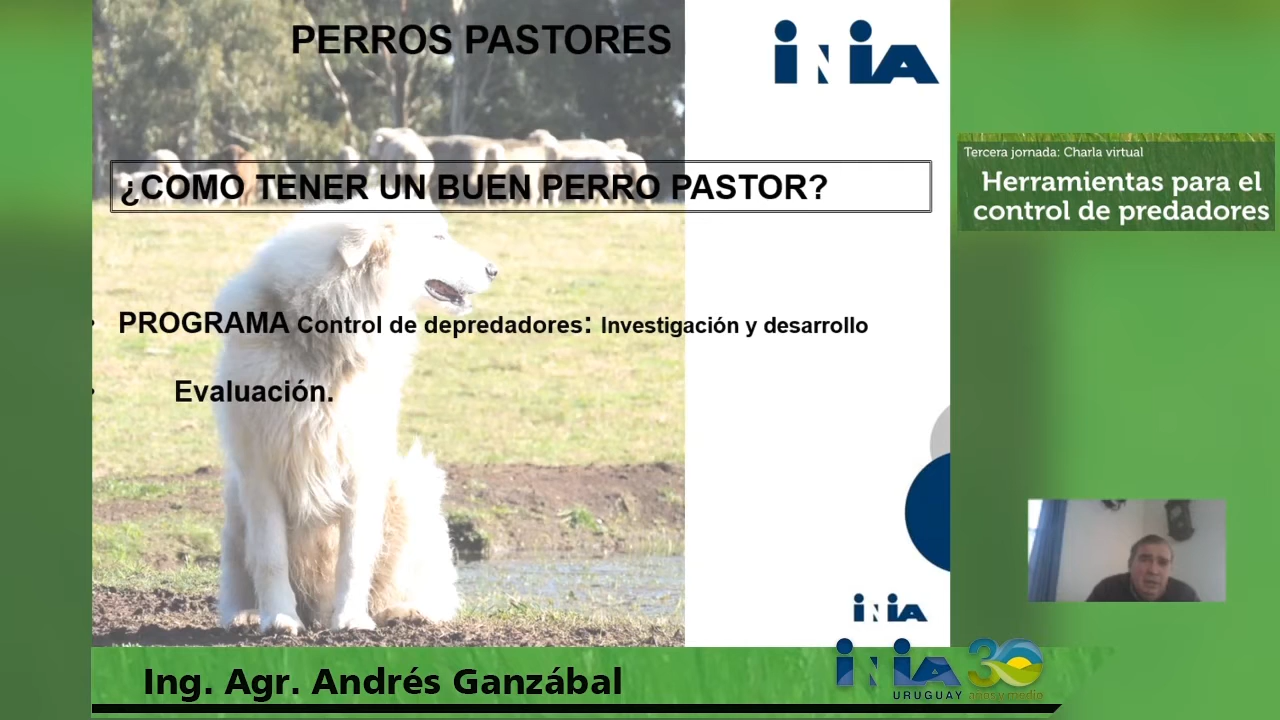 PERROS PASTORES
INIA
¿COMO TENER UN BUEN PERRO PASTOR?
• PROGRAMA Control de depredadores: Investigación y desarrollo
• Evaluación.
INIA
Tercera jornada: Charla virtual
Herramientas para el
control de predadores
Ing. Agr. Andrés Ganzábal
INIA 30
URUGUAY